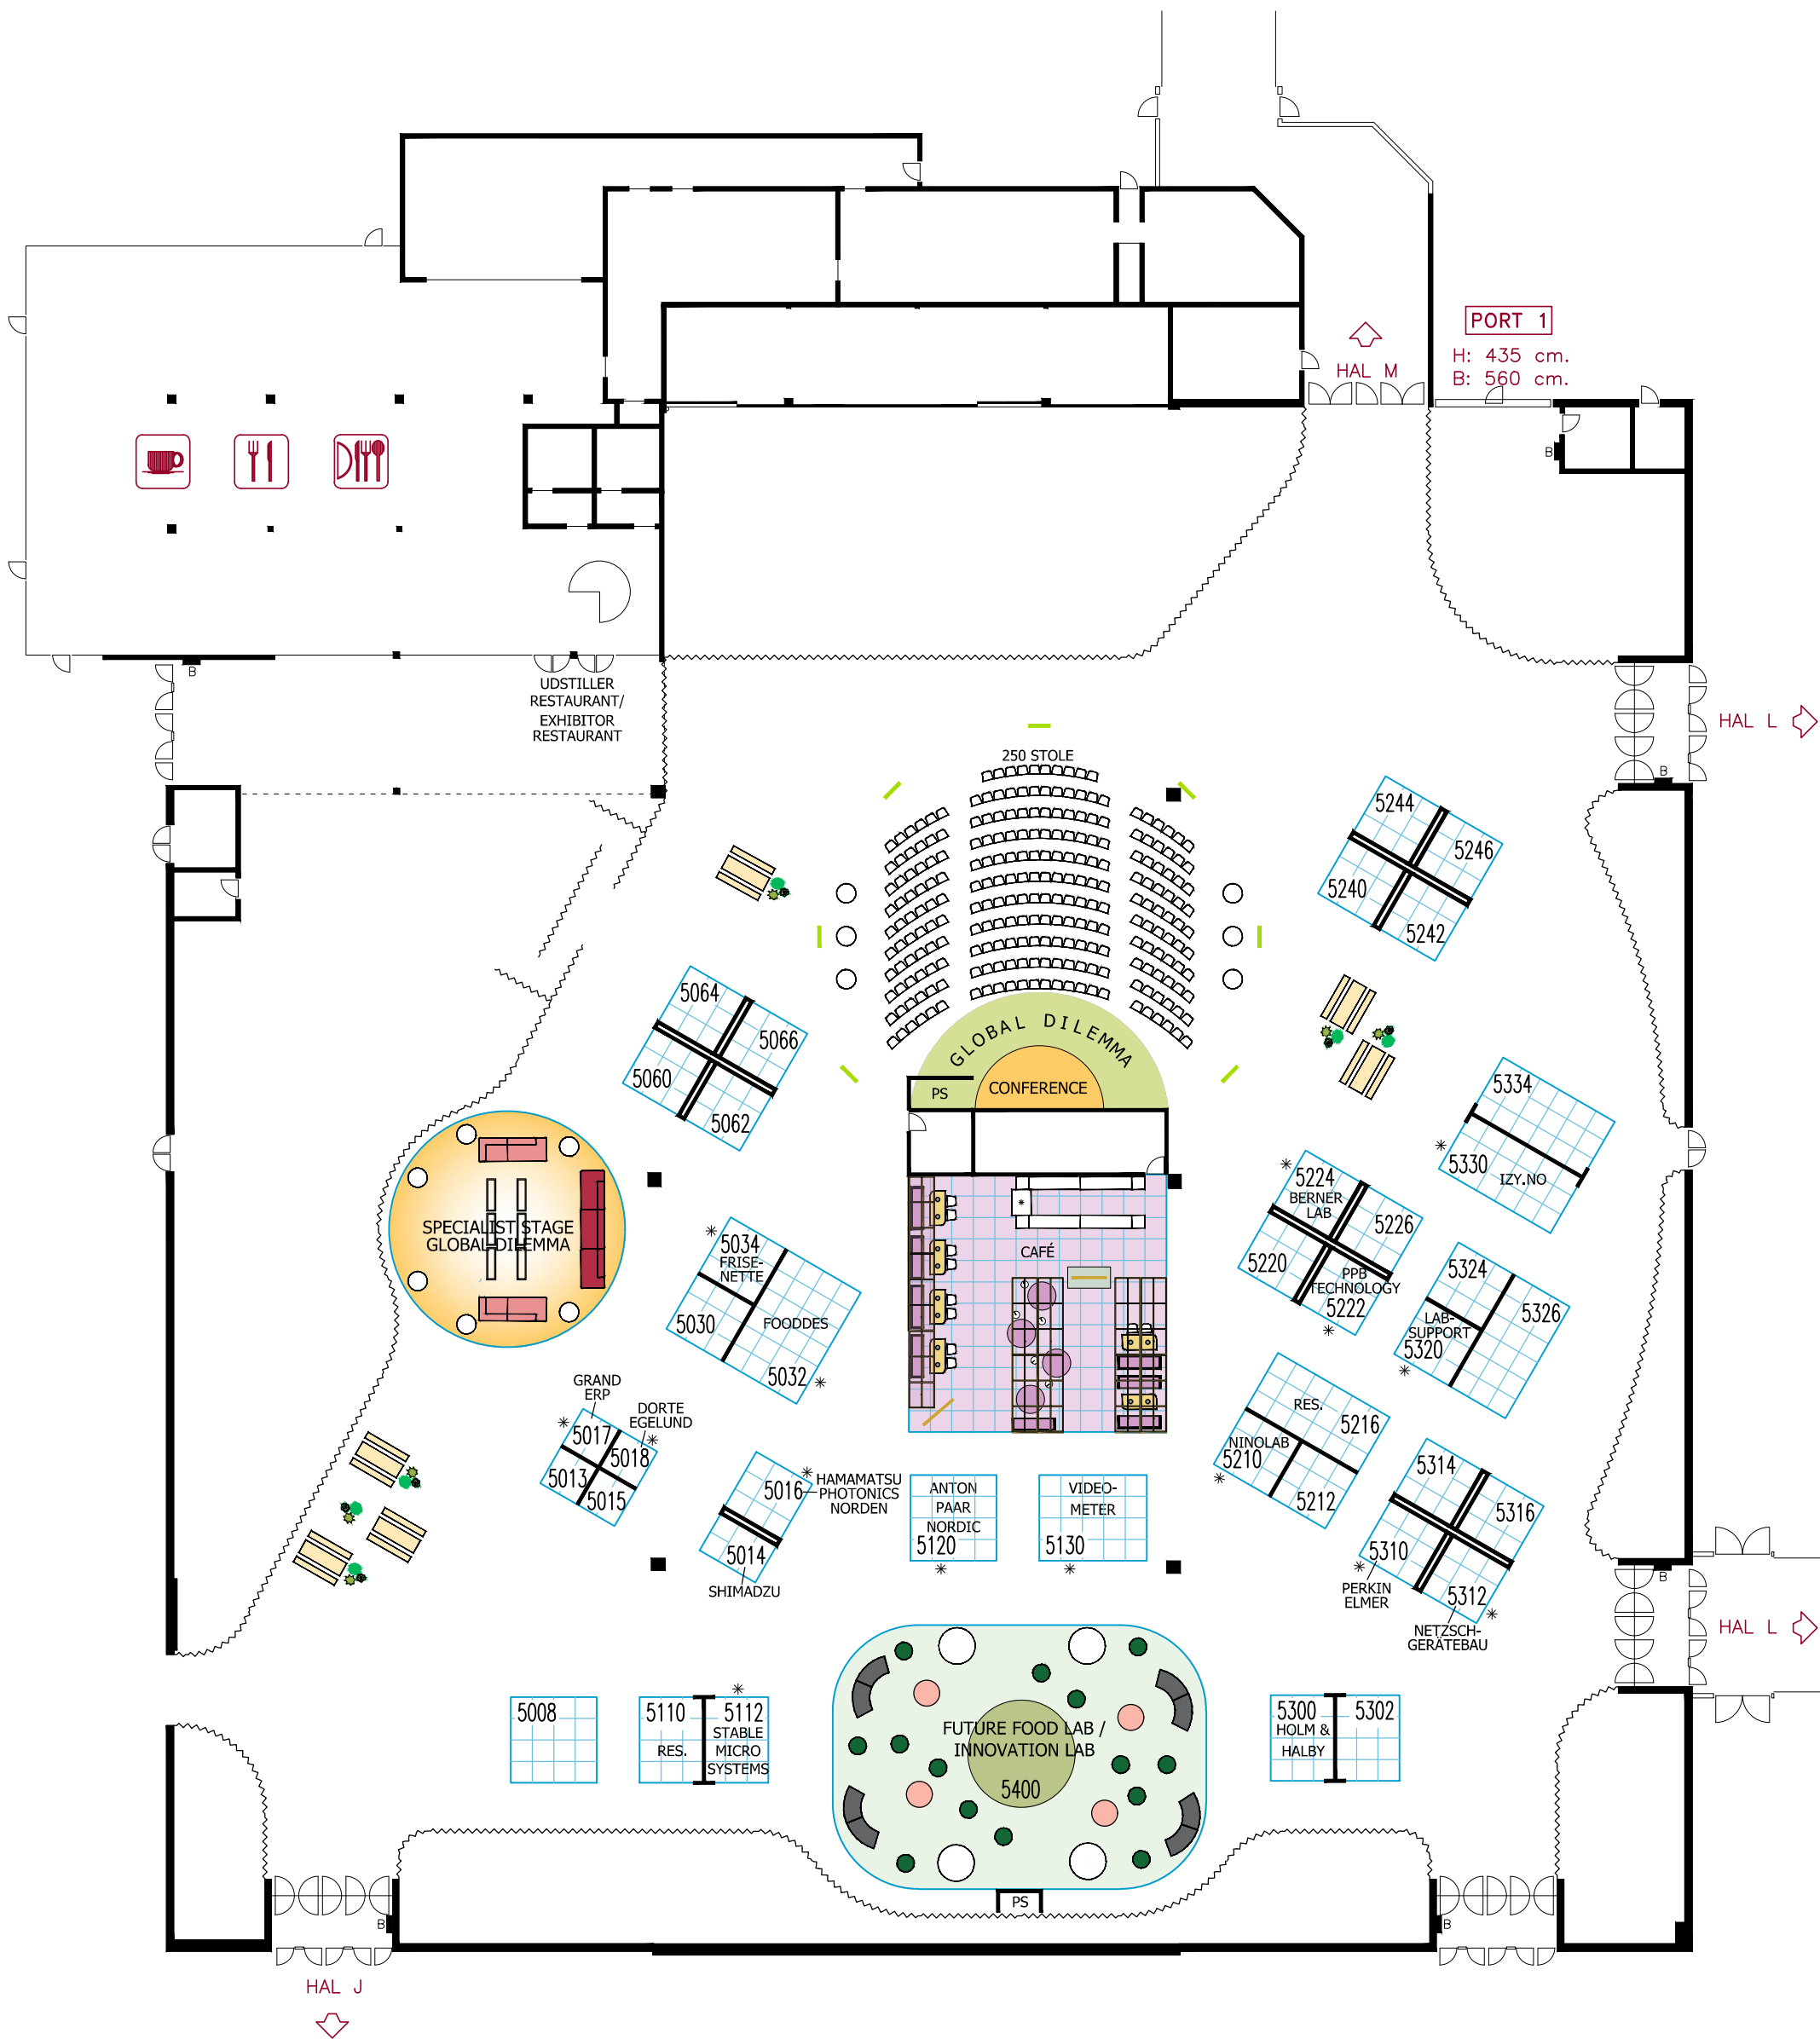 PORT 1
H: 435 cm.
B: 560 cm.
HAL M
B
B
UDSTILLER
RESTAURANT/
EXHIBITOR
RESTAURANT
HAL L
B
250 STOLE
5244
5246
5240
5242
5064
5066
5060
5062
GLOBAL DILEMMA
CONFERENCE
PS
5334
5330
IZY.NO
5224
BERNER
LAB
5226
5220
PPB
TECHNOLOGY
5222
SPECIALIST STAGE
GLOBAL DILEMMA
CAFÉ
5034
FRISE-
NETTE
5030
FOODDES
5032
5324
5326
LAB-
SUPPORT
5320
GRAND
ERP
DORTE
EGELUND
5017
5018
5013
5015
RES.
5216
NINOLAB
5210
5212
5016
HAMAMATSU
PHOTONICS
NORDEN
5014
SHIMADZU
ANTON
PAAR
NORDIC
5120
VIDEO-
METER
5130
5314
5316
5310
5312
PERKIN
ELMER
NETZSCH-
GERÄTEBAU
B
HAL L
5008
5110
RES.
5112
STABLE
MICRO
SYSTEMS
FUTURE FOOD LAB /
INNOVATION LAB
5400
5300
HOLM &
HALBY
5302
PS
B
B
HAL J